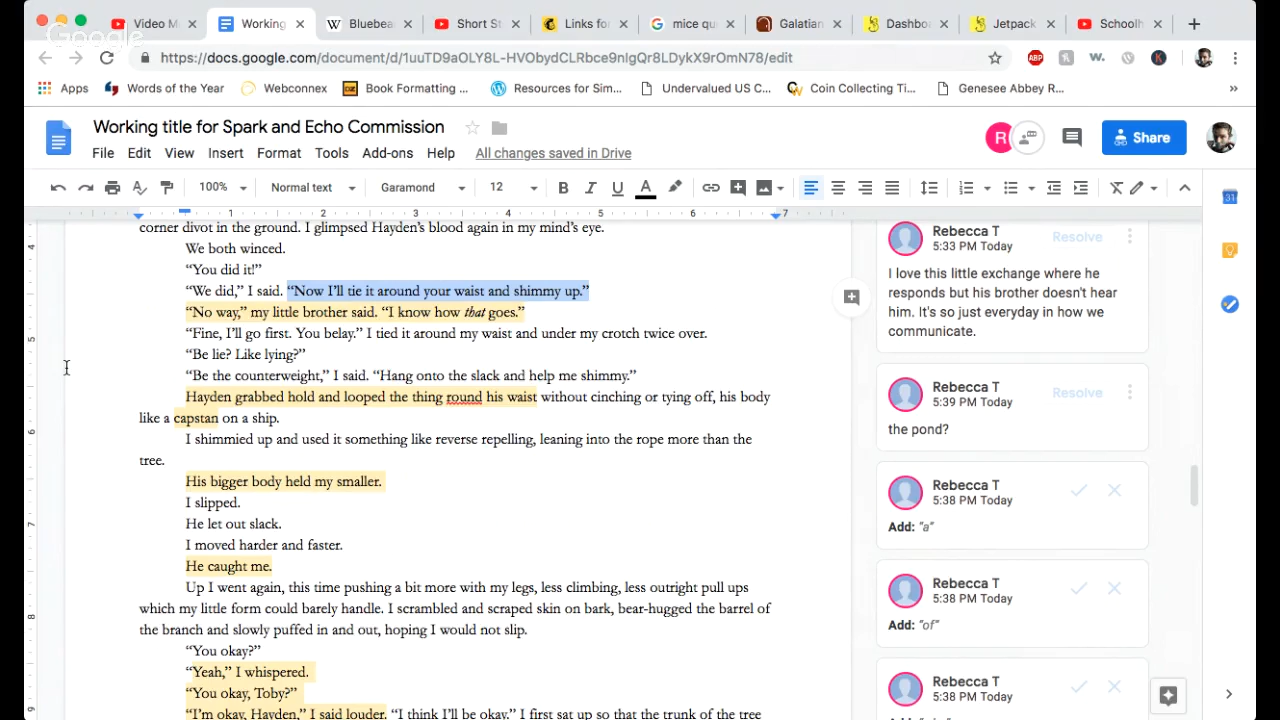 Video M
Working
Bluebea
Short S
Links fo
mice qu
Galatian
Dashbo
Jetpack
School
Google
https://docs.google.com/document/d/1uuTD9aOLY8L-HVObydCLRbce9nIgQr8LDykX9rOmN78/edit
Apps
Words of the Year
Webconnex
Book Formatting ...
Resources for Sim...
Undervalued US C...
Coin Collecting Ti...
Genesee Abbey R...
Working title for Spark and Echo Commission
File Edit View Insert Format Tools Add-ons Help All changes saved in Drive
R
Share
100% Normal text Garamond 12 B I U A
1 2 3 4 5 6 7
corner divot in the ground. I glimpsed Hayden’s blood again in my mind’s eye.
We both winced.
“You did it!”
“We did,” I said. “Now I’ll tie it around your waist and shimmy up.”
“No way,” my little brother said. “I know how that goes.”
“Fine, I’ll go first. You belay.” I tied it around my waist and under my crotch twice over.
“Be lie? Like lying?”
“Be the counterweight,” I said. “Hang onto the slack and help me shimmy.”
Hayden grabbed hold and looped the thing round his waist without cinching or tying off, his body
like a capstan on a ship.
I shimmied up and used it something like reverse repelling, leaning into the rope more than the
tree.
His bigger body held my smaller.
I slipped.
He let out slack.
I moved harder and faster.
He caught me.
Up I went again, this time pushing a bit more with my legs, less climbing, less outright pull ups
which my little form could barely handle. I scrambled and scraped skin on bark, bear-hugged the barrel of
the branch and slowly puffed in and out, hoping I would not slip.
“You okay?”
“Yeah,” I whispered.
“You okay, Toby?”
“I’m okay, Hayden,” I said louder. “I think I’ll be okay.” I first sat up so that the trunk of the tree
4
5
6
7
8
9
Rebecca T
5:33 PM Today
Resolve
I love this little exchange where he
responds but his brother doesn't hear
him. It's so just everyday in how we
communicate.
Rebecca T
5:39 PM Today
Resolve
the pond?
Rebecca T
5:38 PM Today
Add: "a"
Rebecca T
5:38 PM Today
Add: "of"
Rebecca T
5:38 PM Today